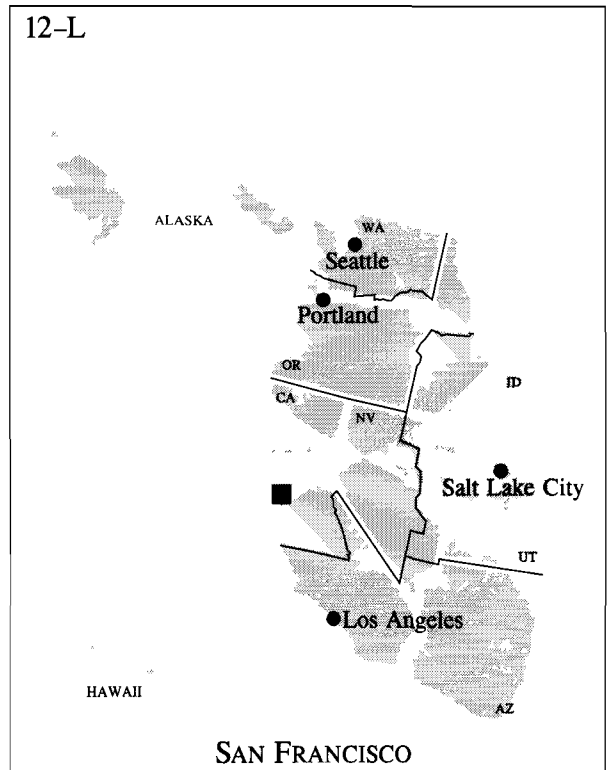 12-L
ALASKA
WA
Seattle
Portland
OR
CA
NV
ID
Salt Lake City
UT
Los Angeles
HAWAII
AZ
SAN FRANCISCO